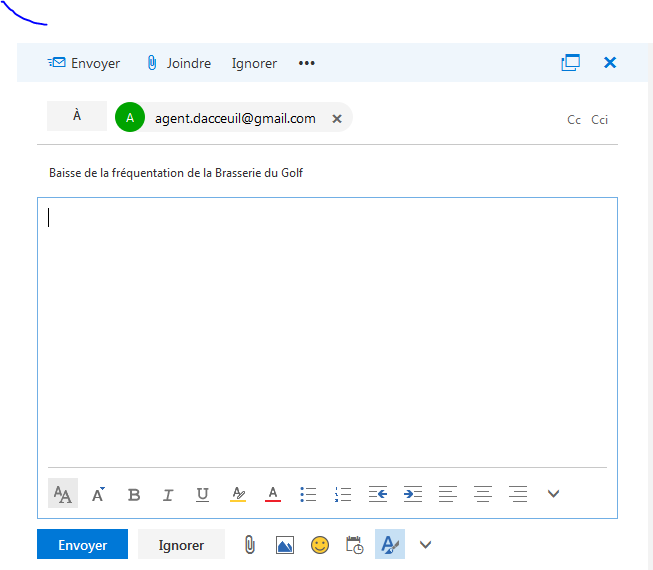 Envoyer Joindre Ignorer •••
À A agent.dacceuil@gmail.com Cc Cci
Baisse de la fréquentation de la Brasserie du Golf
AA A B I U A A
Envoyer Ignorer A